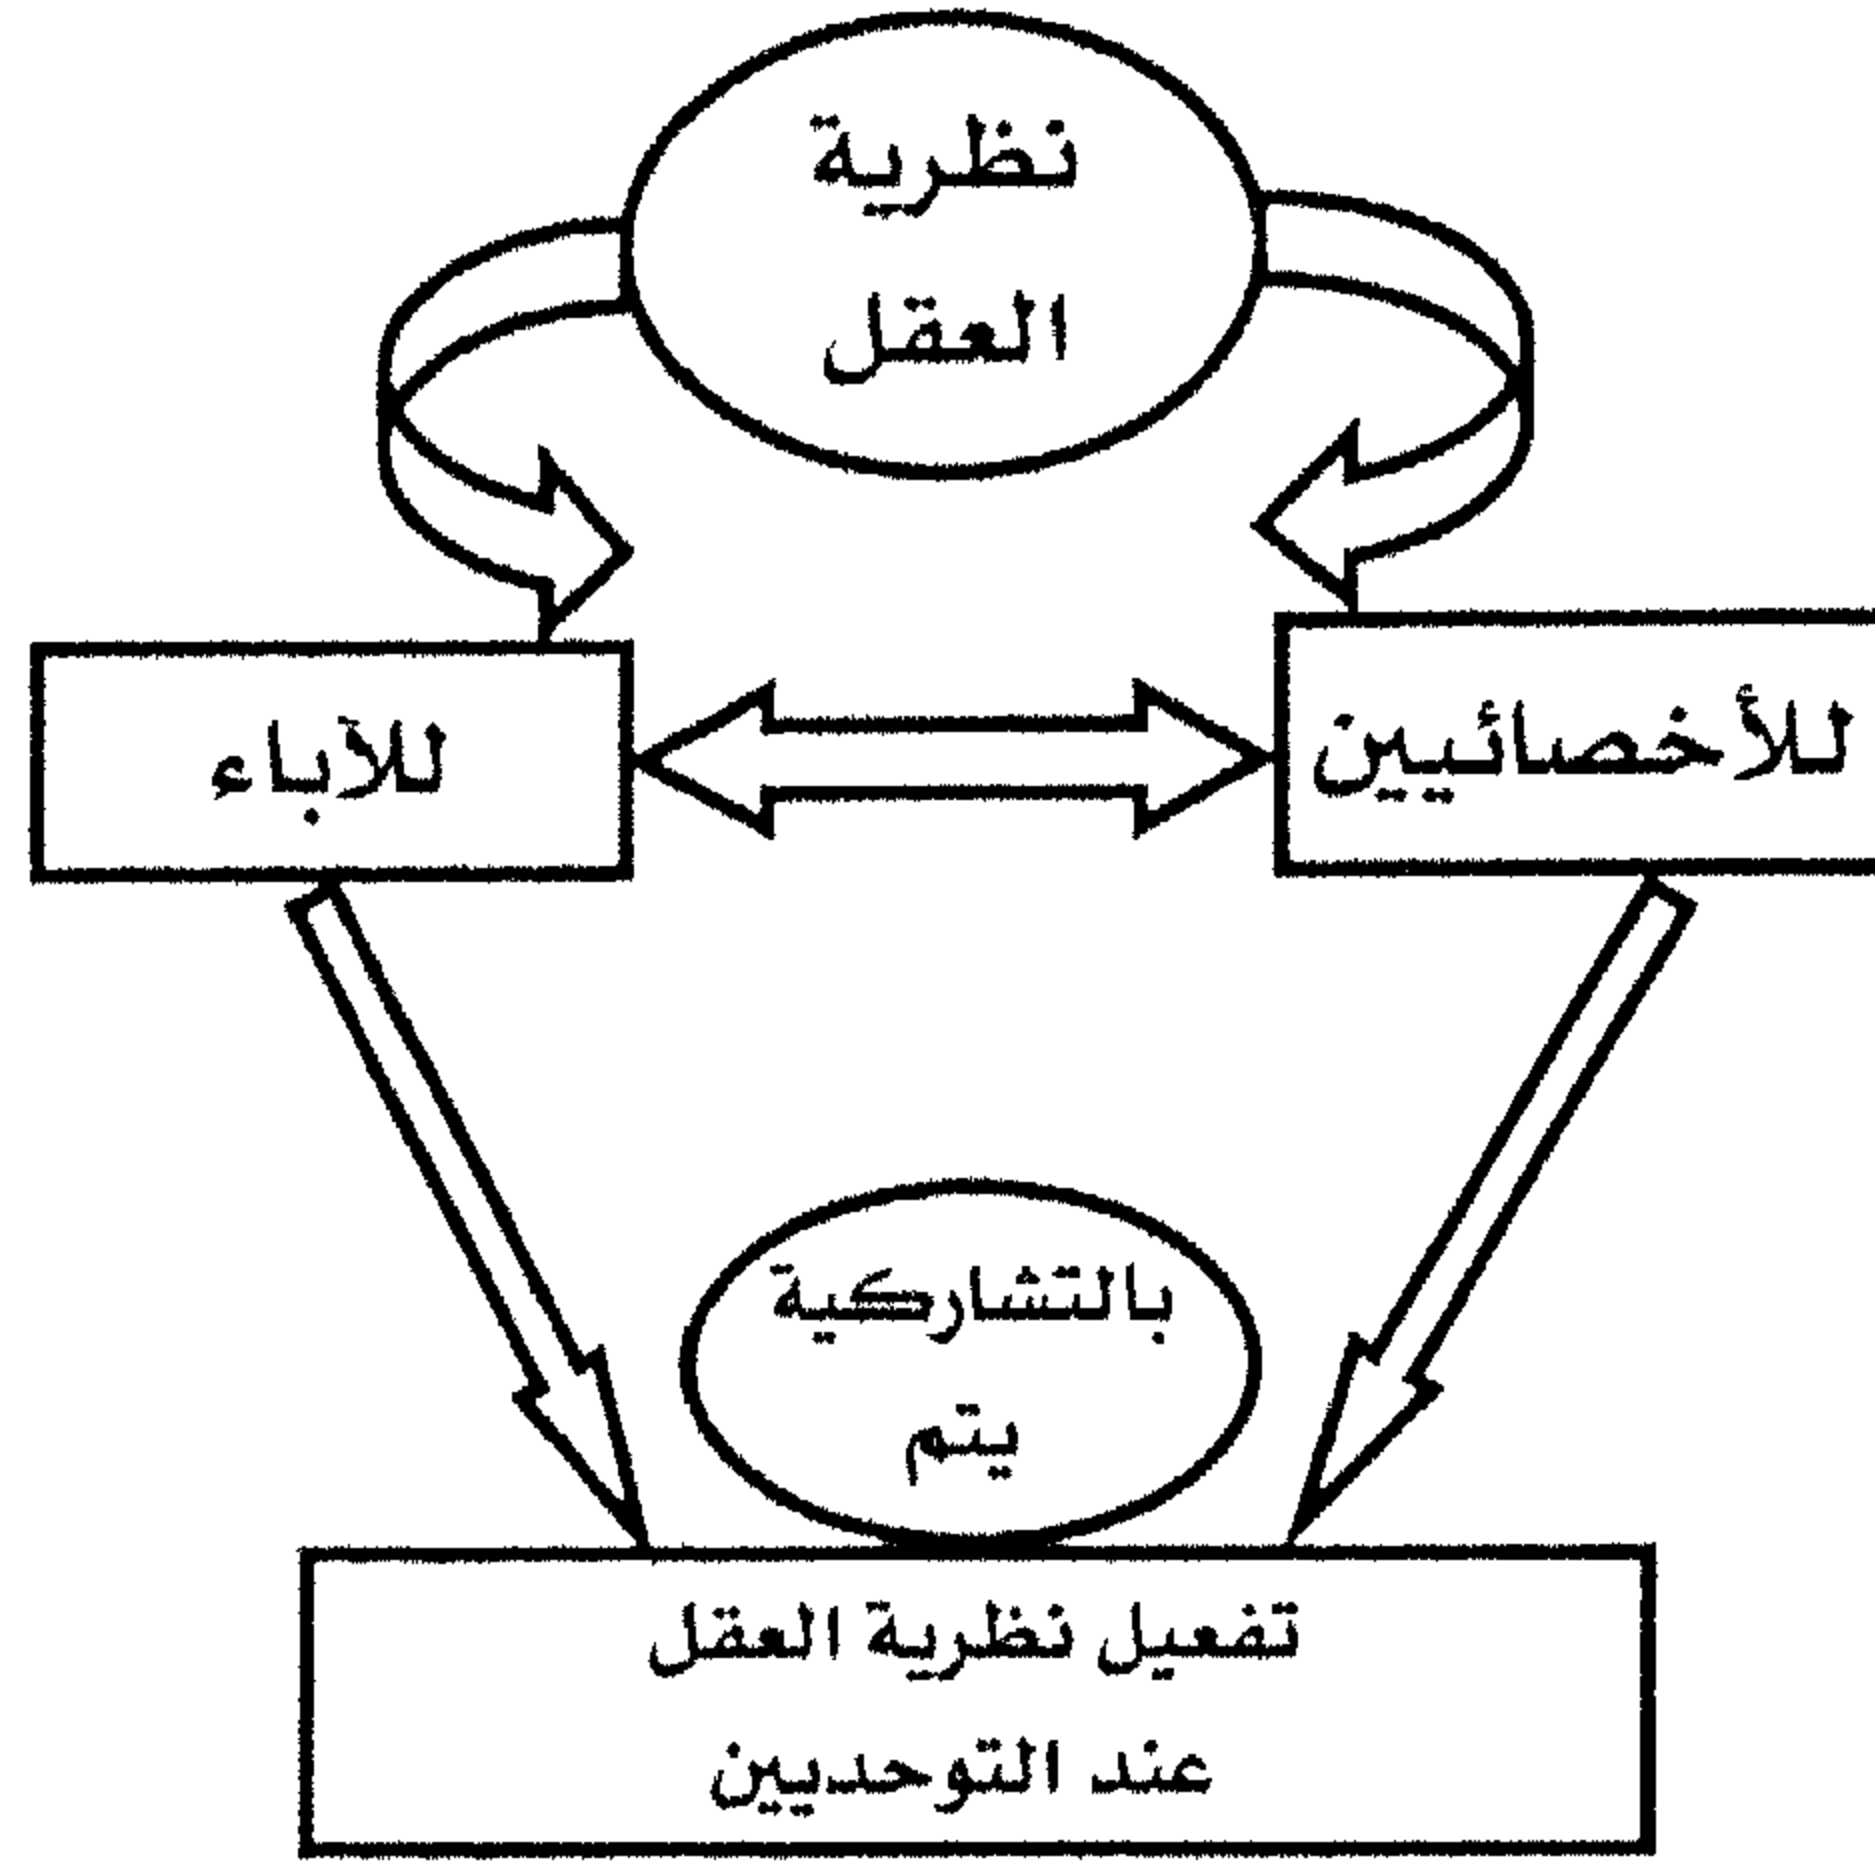 نظرية
العقل
للأخصائيين
للآباء
بالتشاركية
يتم
تفعيل نظرية العقل
عند التوحديين